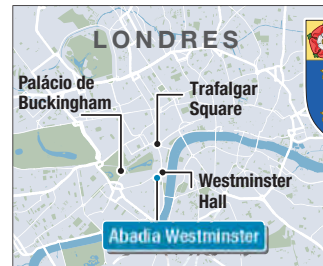 LONDRES
Palácio de
Buckingham
Trafalgar
Square
Westminster
Hall
Abadia Westminster